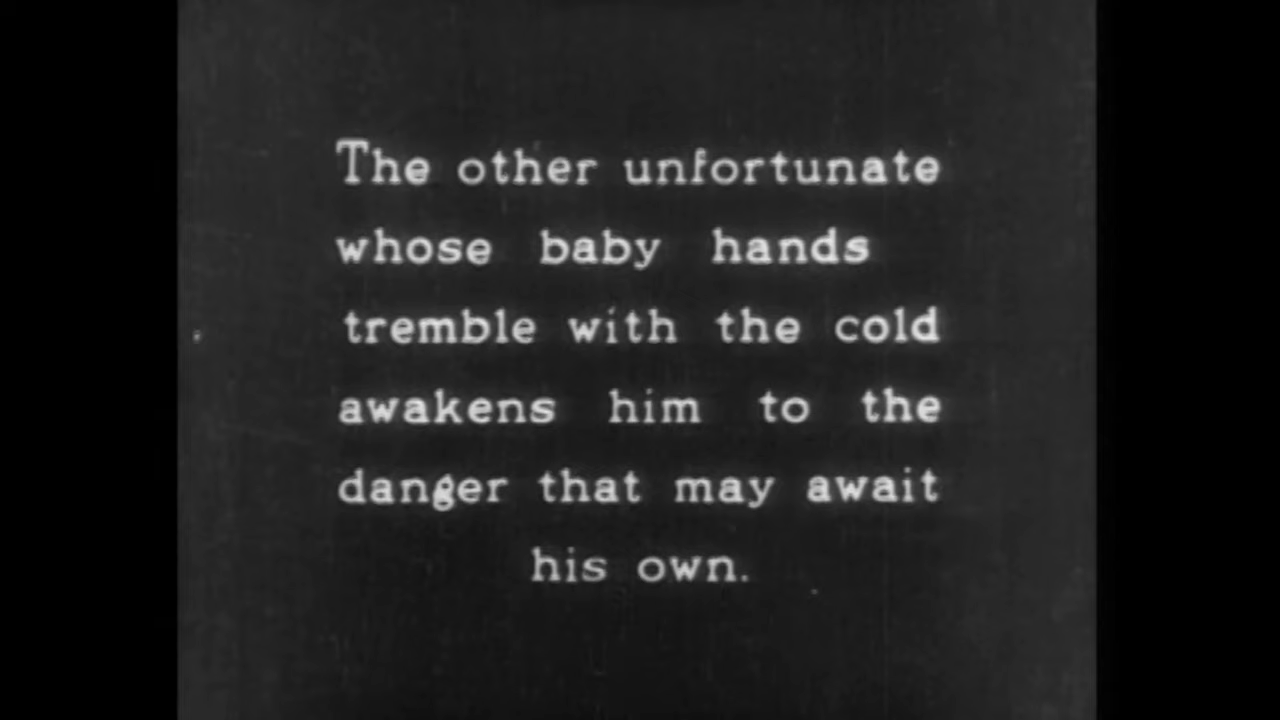 The other unfortunate
whose baby hands
tremble with the cold
awakens him to the
danger that may await
his own.